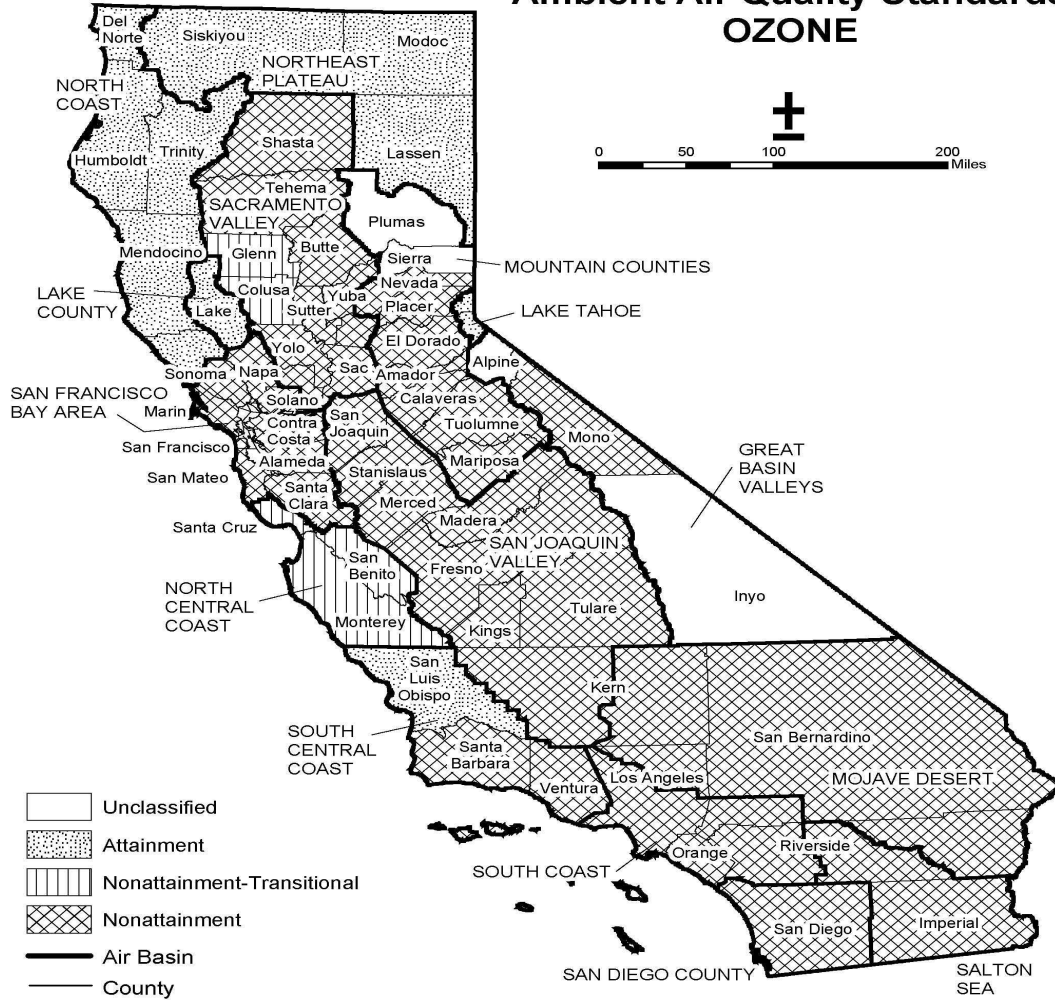 Ambient Air Quality Standards
OZONE
0 50 100 200
Miles
Del
Norte
Siskiyou
Modoc
NORTHEAST
PLATEAU
NORTH
COAST
Shasta
Trinity
Humboldt
Lassen
Tehema
SACRAMENTO
VALLEY
Plumas
Glenn
Butte
Mendocino
Sierra
MOUNTAIN COUNTIES
Nevada
Colusa
Yuba
LAKE
COUNTY
Lake
Sutter
Placer
LAKE TAHOE
Yolo
El Dorado
Sonoma
Napa
Sac
Amador
Alpine
SAN FRANCISCO
BAY AREA
Solano
Calaveras
Marin
Contra
Costa
San
Joaquin
Tuolumne
Mono
San Francisco
Alameda
Stanislaus
Mariposa
GREAT
BASIN
VALLEYS
San Mateo
Santa
Clara
Merced
Santa Cruz
Madera
SAN JOAQUIN
VALLEY
San
Benito
Fresno
NORTH
CENTRAL
COAST
Inyo
Tulare
Monterey
Kings
San
Luis
Obispo
Kern
SOUTH
CENTRAL
COAST
Santa
Barbara
San Bernardino
Ventura
Los Angeles
MOJAVE DESERT
Orange
Riverside
SOUTH COAST
San Diego
Imperial
SAN DIEGO COUNTY
SALTON
SEA
Unclassified
Attainment
Nonattainment-Transitional
Nonattainment
Air Basin
County